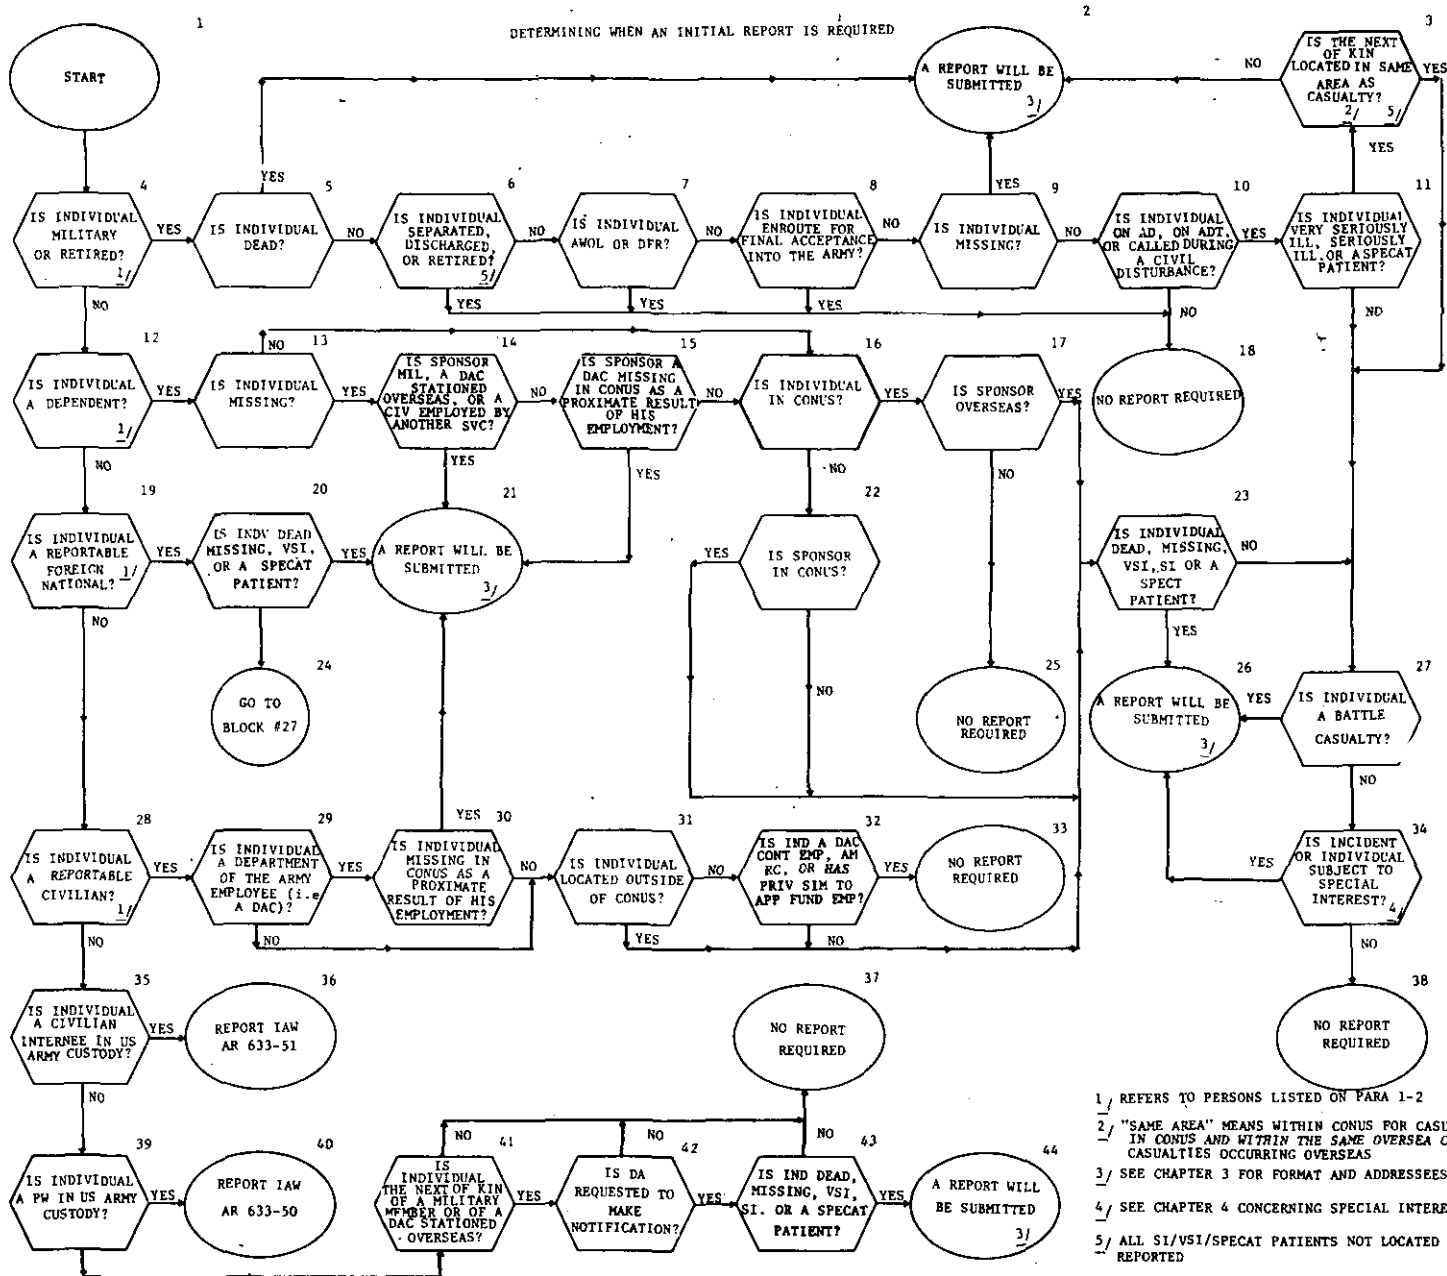 DETERMINING WHEN AN INITIAL REPORT IS REQUIRED
1
START
2
A REPORT WILL BE
SUBMITTED
3/
3
IS THE NEXT
OF KIN
LOCATED IN SAME
AREA AS
CASUALTY?
2/ 5/
NO
YES
YES
YES
YES
4
IS INDIVIDUAL
MILITARY
OR RETIRED?
1/
YES
NO
5
IS INDIVIDUAL
DEAD?
NO
6
IS INDIVIDUAL
SEPARATED,
DISCHARGED,
OR RETIRED?
5/
NO
YES
7
IS INDIVIDUAL
AWOL OR DFR?
NO
YES
8
IS INDIVIDUAL
ENROUTE FOR
FINAL ACCEPTANCE
INTO THE ARMY?
NO
YES
9
IS INDIVIDUAL
MISSING?
NO
10
IS INDIVIDUAL
ON AD, ON ADT,
OR CALLED DURING
A CIVIL
DISTURBANCE?
YES
NO
11
IS INDIVIDUAL
VERY SERIOUSLY
ILL, SERIOUSLY
ILL, OR A SPECAT
PATIENT?
NO
12
IS INDIVIDUAL
A DEPENDENT?
1/
YES
NO
13
IS INDIVIDUAL
MISSING?
NO
YES
14
IS SPONSOR
MIL, A DAC
STATIONED
OVERSEAS, OR A
CIV EMPLOYED BY
ANOTHER SVC?
NO
YES
15
IS SPONSOR A
DAC MISSING
IN CONUS AS A
PROXIMATE RESULT
OF HIS
EMPLOYMENT?
NO
YES
16
IS INDIVIDUAL
IN CONUS?
YES
NO
17
IS SPONSOR
OVERSEAS?
YES
NO
18
NO REPORT REQUIRED
19
IS INDIVIDUAL
A REPORTABLE
FOREIGN
NATIONAL?
1/
YES
NO
20
IS INDV DEAD
MISSING, VSI,
OR A SPECAT
PATIENT?
YES
21
A REPORT WILL BE
SUBMITTED
3/
22
IS SPONSOR
IN CONUS?
YES
NO
23
IS INDIVIDUAL
DEAD, MISSING,
VSI, SI OR A
SPECT
PATIENT?
NO
YES
24
GO TO
BLOCK #27
25
NO REPORT
REQUIRED
26
A REPORT WILL BE
SUBMITTED
3/
27
IS INDIVIDUAL
A BATTLE
CASUALTY?
YES
NO
28
IS INDIVIDUAL
A REPORTABLE
CIVILIAN?
1/
YES
NO
29
IS INDIVIDUAL
A DEPARTMENT
OF THE ARMY
EMPLOYEE (i.e
A DAC)?
YES
NO
30
YES
IS INDIVIDUAL
MISSING IN
CONUS AS A
PROXIMATE
RESULT OF HIS
EMPLOYMENT?
NO
31
IS INDIVIDUAL
LOCATED OUTSIDE
OF CONUS?
NO
YES
32
IS IND A DAC
CONT EMP, AM
RC, OR HAS
PRIV SIM TO
APP FUND EMP?
YES
NO
33
NO REPORT
REQUIRED
34
IS INCIDENT
OR INDIVIDUAL
SUBJECT TO
SPECIAL
INTEREST?
4/
YES
NO
35
IS INDIVIDUAL
A CIVILIAN
INTERNEE IN US
ARMY CUSTODY?
YES
NO
36
REPORT IAW
AR 633-51
37
NO REPORT
REQUIRED
38
NO REPORT
REQUIRED
39
IS INDIVIDUAL
A PW IN US ARMY
CUSTODY?
YES
40
REPORT IAW
AR 633-50
41
NO
IS
INDIVIDUAL
THE NEXT OF KIN
OF A MILITARY
MEMBER OR OF A
DAC STATIONED
OVERSEAS?
YES
42
NO
IS DA
REQUESTED TO
MAKE
NOTIFICATION?
YES
43
NO
IS IND DEAD,
MISSING, VSI,
SI. OR A SPECAT
PATIENT?
YES
44
A REPORT WILL
BE SUBMITTED
3/
1/ REFERS TO PERSONS LISTED ON PARA 1-2
2/ "SAME AREA" MEANS WITHIN CONUS FOR
IN CONUS AND WITHIN THE SAME OVERSEA
CASUALTIES OCCURRING OVERSEAS
3/ SEE CHAPTER 3 FOR FORMAT AND ADDRESSEES
4/ SEE CHAPTER 4 CONCERNING SPECIAL
5/ ALL SI/VSI/SPECAT PATIENTS NOT LOCATED
REPORTED